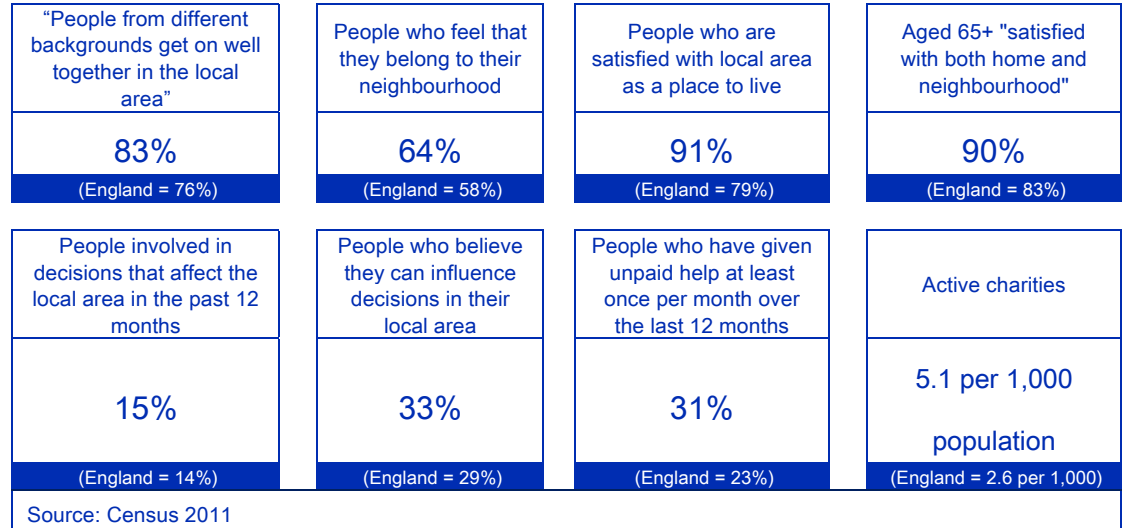 “People from different
backgrounds get on well
together in the local
area”
83%
(England = 76%)
People who feel that
they belong to their
neighbourhood
64%
(England = 58%)
People who are
satisfied with local area
as a place to live
91%
(England = 79%)
Aged 65+ "satisfied
with both home and
neighbourhood"
90%
(England = 83%)
People involved in
decisions that affect the
local area in the past 12
months
15%
(England = 14%)
People who believe
they can influence
decisions in their
local area
33%
(England = 29%)
People who have given
unpaid help at least
once per month over
the last 12 months
31%
(England = 23%)
Active charities
5.1 per 1,000
population
(England = 2.6 per 1,000)
Source: Census 2011